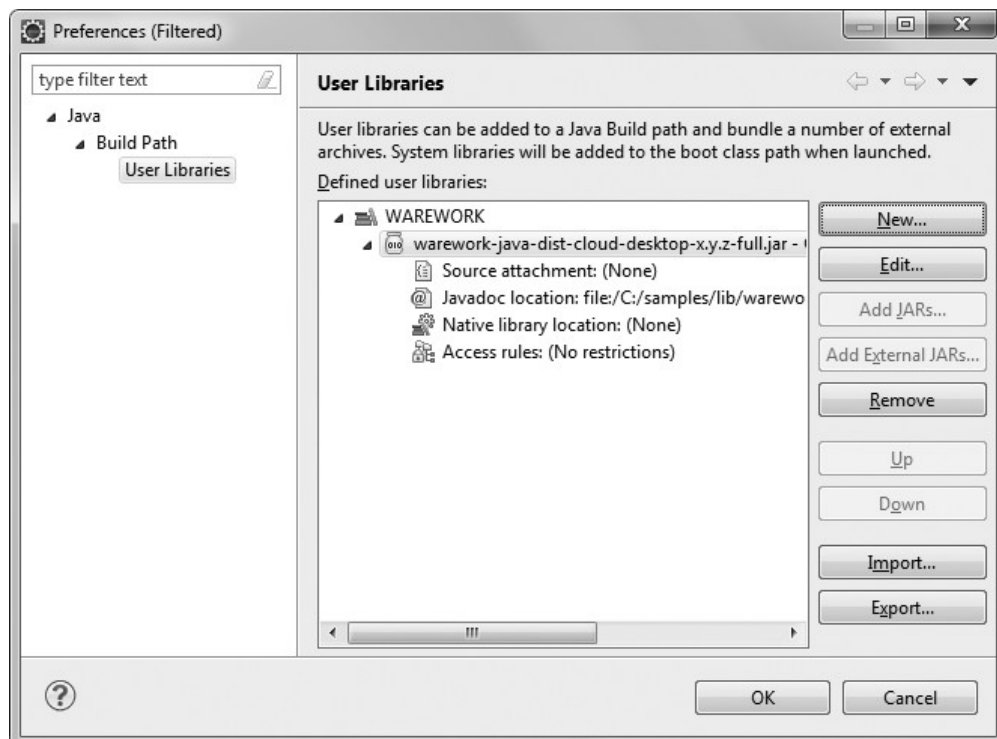 Preferences (Filtered)
type filter text
Java
Build Path
User Libraries
User Libraries
User libraries can be added to a Java Build path and bundle a number of external
archives. System libraries will be added to the boot class path when launched.
Defined user libraries:
WAREWORK
warework-java-dist-cloud-desktop-x.y.z-full.jar -
Source attachment: (None)
Javadoc location: file:/C:/samples/lib/warewo
Native library location: (None)
Access rules: (No restrictions)
New...
Edit...
Add JARs...
Add External JARs...
Remove
Up
Down
Import...
Export...
OK
Cancel